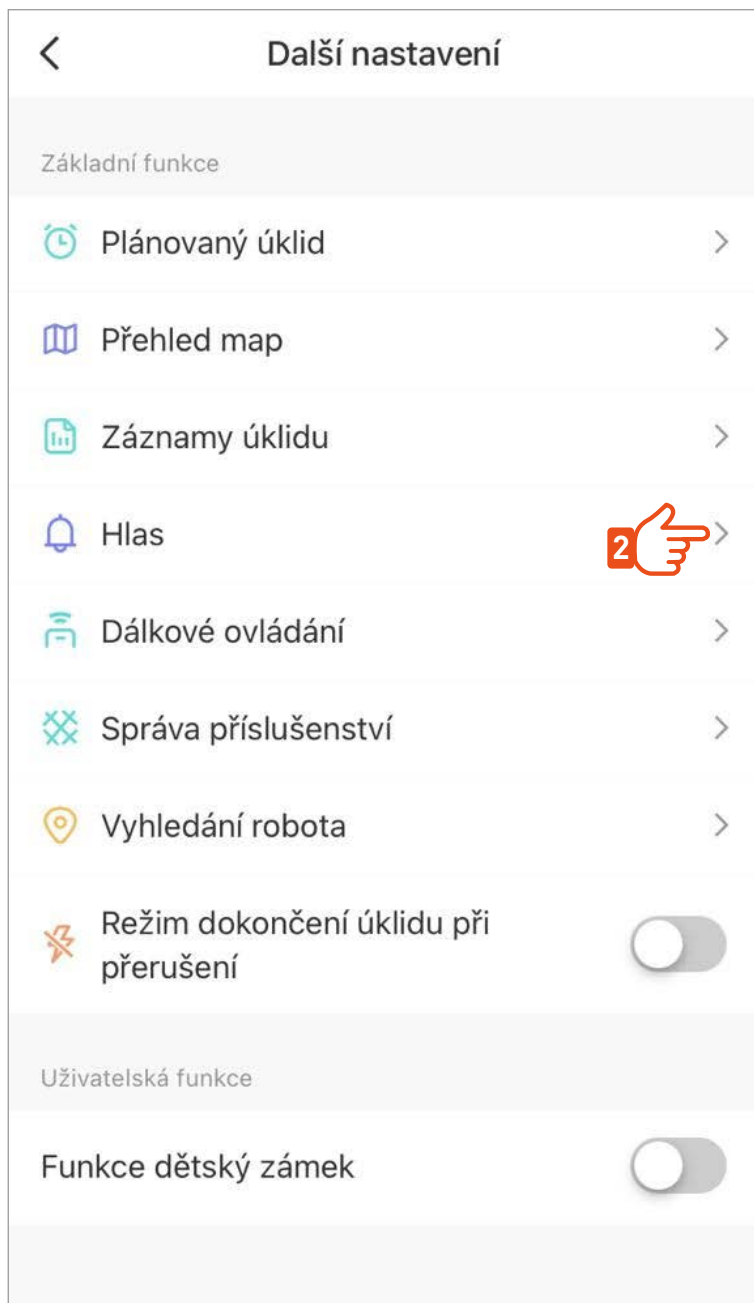 Další nastavení
Základní funkce
Plánovaný úklid
Přehled map
Záznamy úklidu
Hlas
2
Dálkové ovládání
Správa příslušenství
Vyhledání robota
Režim dokončení úklidu při
přerušení
Uživatelská funkce
Funkce dětský zámek